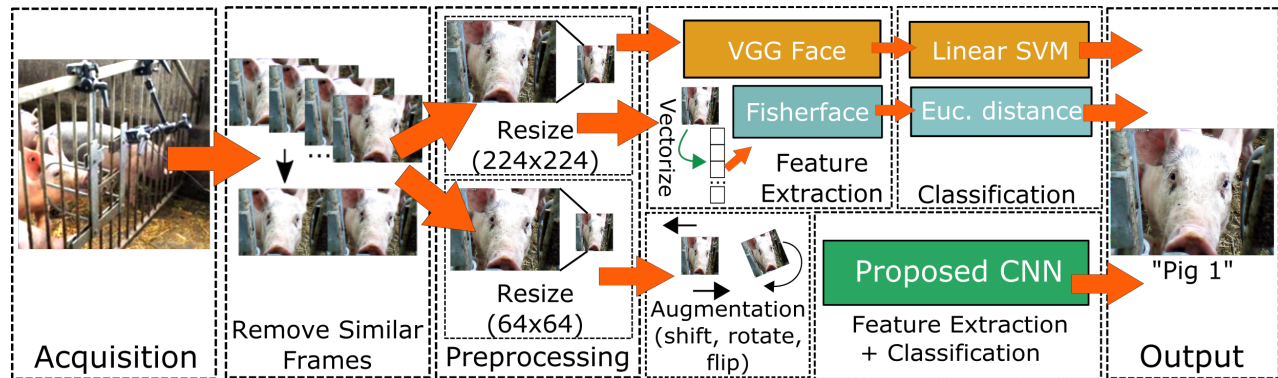 Acquisition
...
Remove Similar
Frames
Resize
(224x224)
Resize
(64x64)
Preprocessing
VGG Face
Vectorize
...
Fisherface
Feature
Extraction
Linear SVM
Euc. distance
Classification
Augmentation
(shift, rotate,
flip)
Proposed CNN
Feature Extraction
+ Classification
"Pig 1"
Output